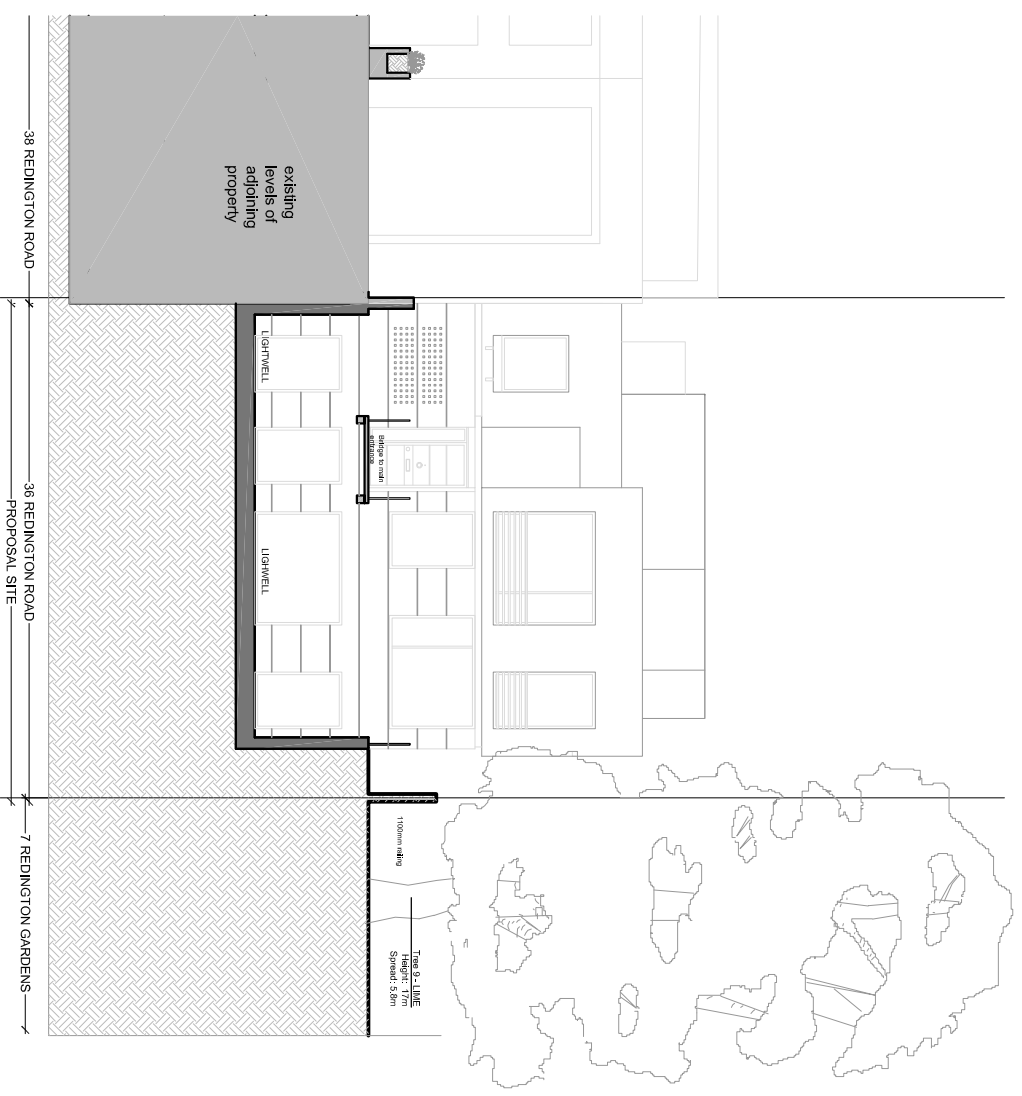 existing
levels of
adjoining
property
LIGHTWELL
Bridge to main
entrance
LIGHWELL
1100mm railing
Tree 9 - LIME
Height: 17m
Spread: 5.8m
38 REDINGTON ROAD
36 REDINGTON ROAD
PROPOSAL SITE
7 REDINGTON GARDENS